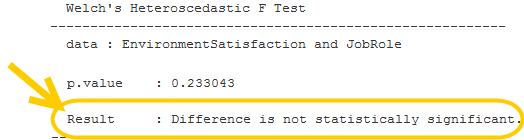 Welch's Heteroscedastic F Test
---------------------------------------------------------
data : EnvironmentSatisfaction and JobRole
p.value : 0.233043
Result : Difference is not statistically significant.